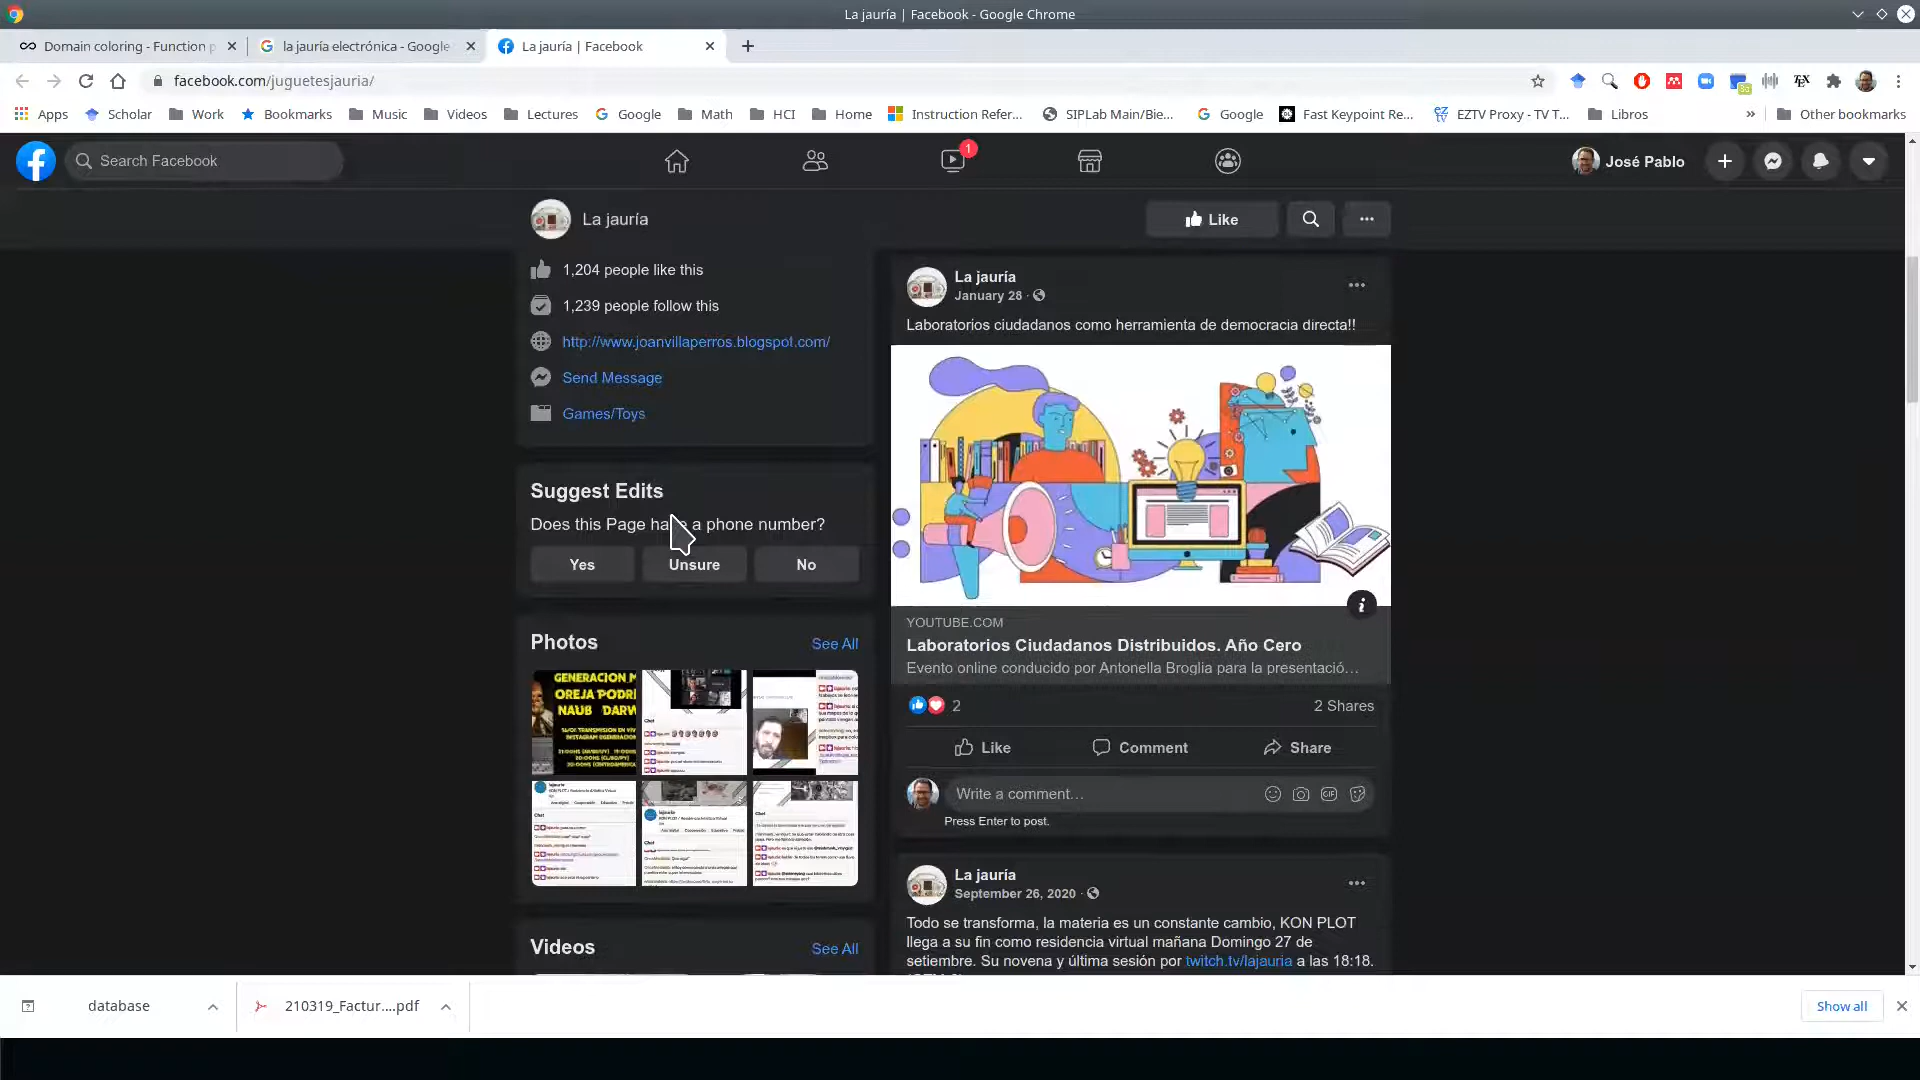 La jauría | Facebook - Google Chrome
Domain coloring - Function p
la jauría electrónica - Google
La jauría | Facebook
facebook.com/juguetesjauria/
Apps
Scholar
Work
Bookmarks
Music
Videos
Lectures
Google
Math
HCI
Home
Instruction Refer...
SIPLab Main/Bie...
Google
Fast Keypoint Re...
EZTV Proxy - TV T...
Libros
»
Other bookmarks
Search Facebook
1
José Pablo
La jauría
Like
1,204 people like this
1,239 people follow this
http://www.joanvillaperros.blogspot.com/
Send Message
Games/Toys
Suggest Edits
Does this Page have a phone number?
Yes
Unsure
No
Photos
See All
GENERACION M
OREJA PODRI
NAUB DARW
Videos
See All
La jauría
January 28 ·
Laboratorios ciudadanos como herramienta de democracia directa!!
YOUTUBE.COM
Laboratorios Ciudadanos Distribuidos. Año Cero
Evento online conducido por Antonella Broglia para la presentació...
2
2 Shares
Like
Comment
Share
Write a comment...
GIF
Press Enter to post.
La jauría
September 26, 2020 ·
Todo se transforma, la materia es un constante cambio, KON PLOT
llega a su fin como residencia virtual mañana Domingo 27 de
setiembre. Su novena y última sesión por twitch.tv/lajauria a las 18:18.
database
210319_Factur....pdf
Show all